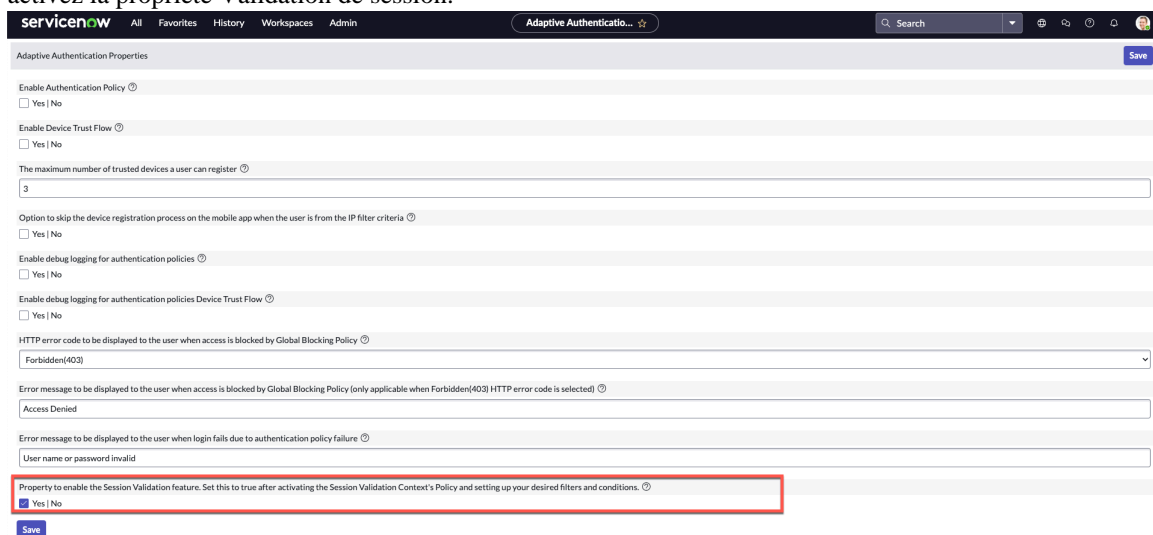 activez la propriété Validation de session.
servicenow All Favorites History Workspaces Admin Adaptive Authenticatio... Search
Adaptive Authentication Properties Save
Enable Authentication Policy
Yes | No
Enable Device Trust Flow
Yes | No
The maximum number of trusted devices a user can register
3
Option to skip the device registration process on the mobile app when the user is from the IP filter criteria
Yes | No
Enable debug logging for authentication policies
Yes | No
Enable debug logging for authentication policies Device Trust Flow
Yes | No
HTTP error code to be displayed to the user when access is blocked by Global Blocking Policy
Forbidden(403)
Error message to be displayed to the user when access is blocked by Global Blocking Policy (only applicable when Forbidden(403) HTTP error code is selected)
Access Denied
Error message to be displayed to the user when login fails due to authentication policy failure
User name or password invalid
Property to enable the Session Validation feature. Set this to true after activating the Session Validation Context's Policy and setting up your desired filters and conditions.
Yes | No
Save